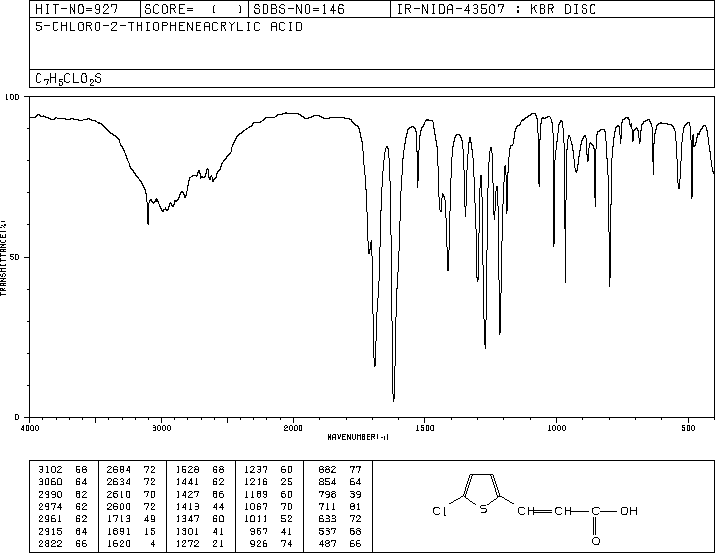 HIT-NO=927 SCORE= ( ) SDBS-NO=146 IR-NIDA-43507 : KBR DISC
5-CHLORO-2-THIOPHENEACRYLIC ACID
C7H5CLO2S
100
TRANSMITTANCE(%)
50
0
4000 3000 2000 1500 1000 500
WAVENUMBER(-1)
3102 58 2684 72 1528 68 1237 60 882 77
3060 64 2634 72 1441 62 1216 25 854 64
2990 62 2610 70 1427 66 1189 60 798 39
2974 62 2600 72 1413 44 1067 70 711 81
2961 62 1713 49 1347 60 1011 52 633 72
2915 64 1691 15 1301 41 967 41 537 68
2822 66 1620 4 1272 21 926 74 487 66
Cl S CH CH C OH
O